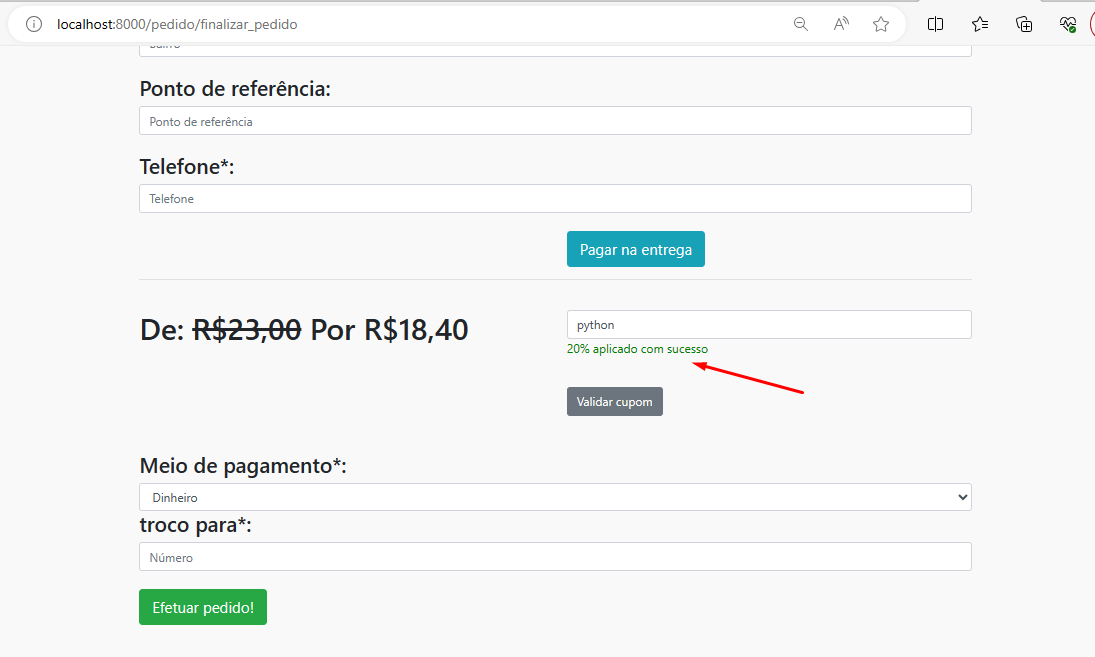 localhost:8000/pedido/finalizar_pedido
Ponto de referência:
Ponto de referência
Telefone*:
Telefone
Pagar na entrega
De: R$23,00 Por R$18,40
python
20% aplicado com sucesso
Validar cupom
Meio de pagamento*:
Dinheiro
troco para*:
Número
Efetuar pedido!